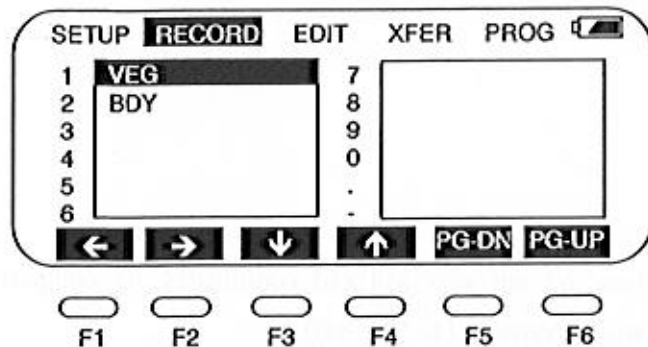 SETUP RECORD EDIT XFER PROG
1 VEG 7
2 BDY 8
3 9
4 0
5 .
6 -
← → ↓ ↑ PG-DN PG-UP
F1 F2 F3 F4 F5 F6